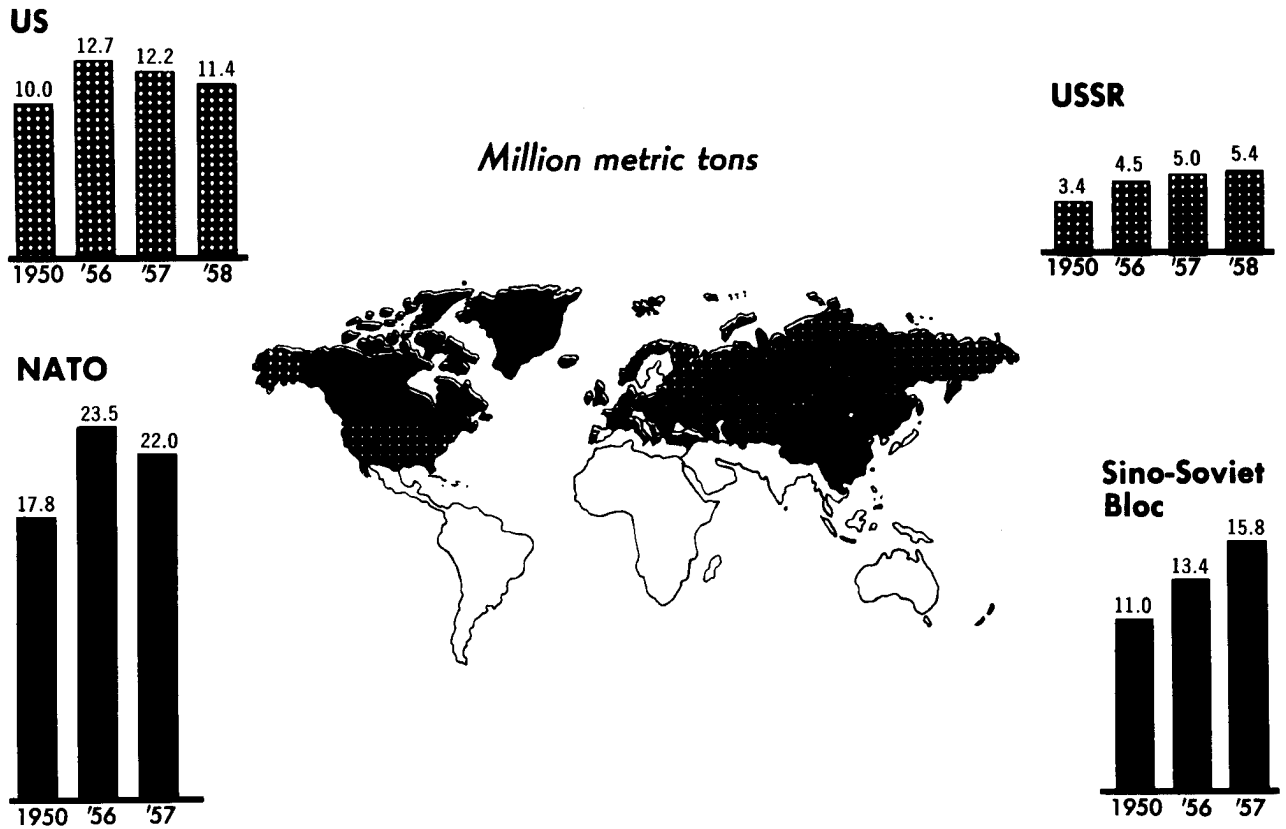 US
10.0 12.7 12.2 11.4
1950 '56 '57 '58
Million metric tons
USSR
3.4 4.5 5.0 5.4
1950 '56 '57 '58
NATO
17.8 23.5 22.0
1950 '56 '57
Sino-Soviet
Bloc
11.0 13.4 15.8
1950 '56 '57